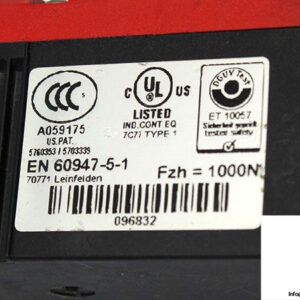 CCC
A059175
US.PAT.
5760353 / 5703335
C UL US
LISTED
IND.CONT.EQ
7C77 TYPE 1
DGUV Test
ET 10057
Sicherheit geprüft
tested safety
EN 60947-5-1
70771 Leinfelden
Fzh = 1000N
096832